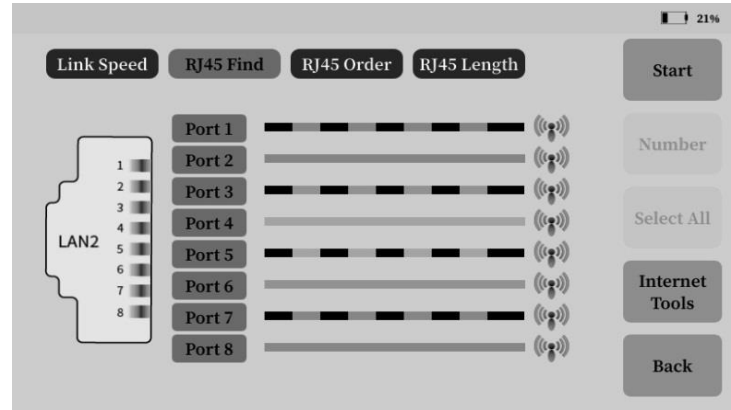 21%
Link Speed RJ45 Find RJ45 Order RJ45 Length
Start
Number
Select All
Internet
Tools
Back
LAN2
1
2
3
4
5
6
7
8
Port 1
Port 2
Port 3
Port 4
Port 5
Port 6
Port 7
Port 8